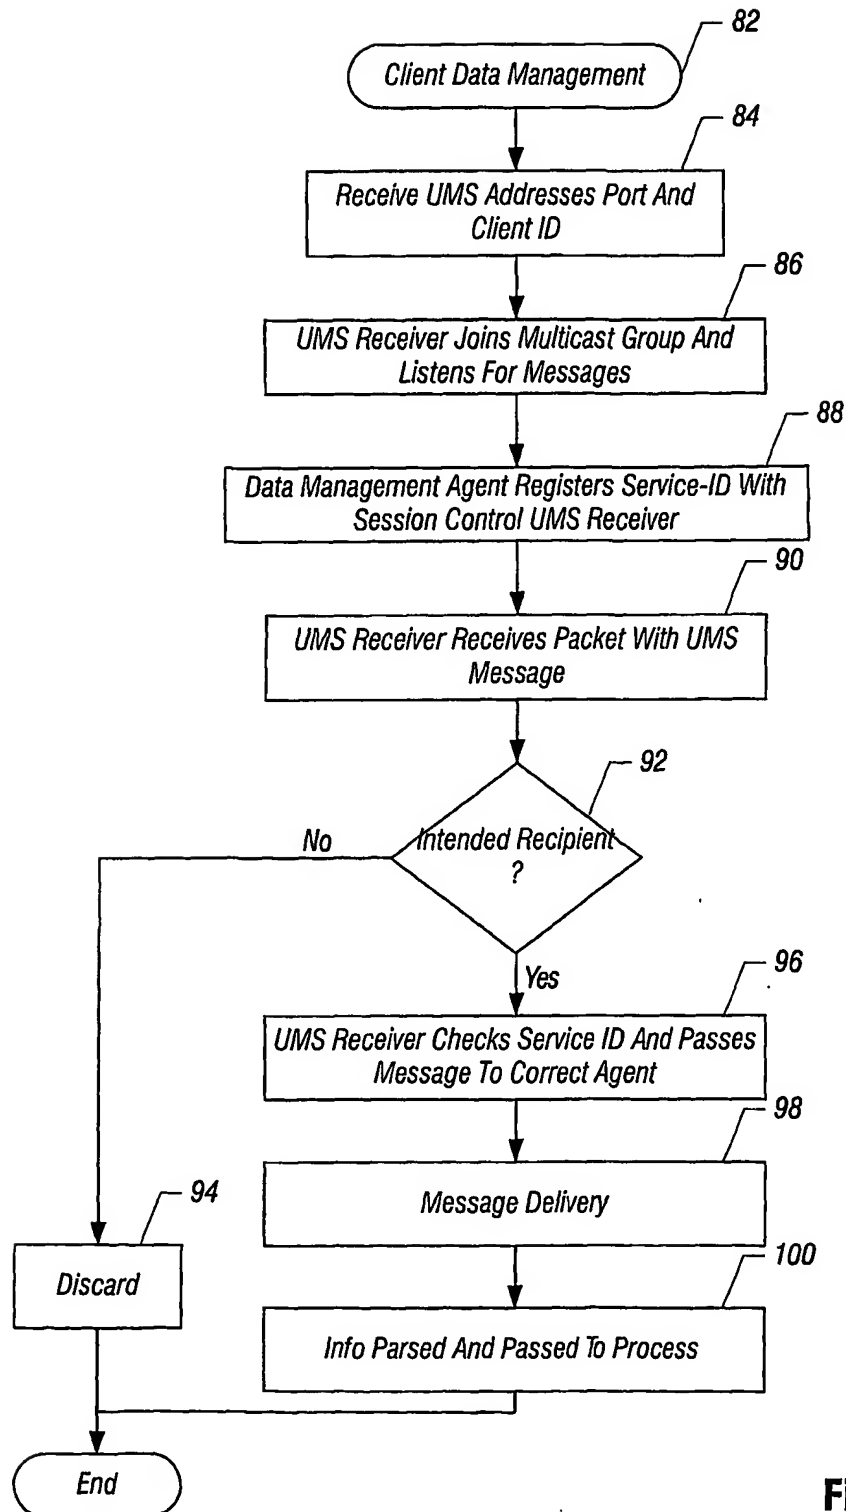 82
Client Data Management
84
Receive UMS Addresses Port And
Client ID
86
UMS Receiver Joins Multicast Group And
Listens For Messages
88
Data Management Agent Registers Service-ID With
Session Control UMS Receiver
90
UMS Receiver Receives Packet With UMS
Message
92
Intended Recipient
?
No
Yes
96
UMS Receiver Checks Service ID And Passes
Message To Correct Agent
98
Message Delivery
94
Discard
100
Info Parsed And Passed To Process
End